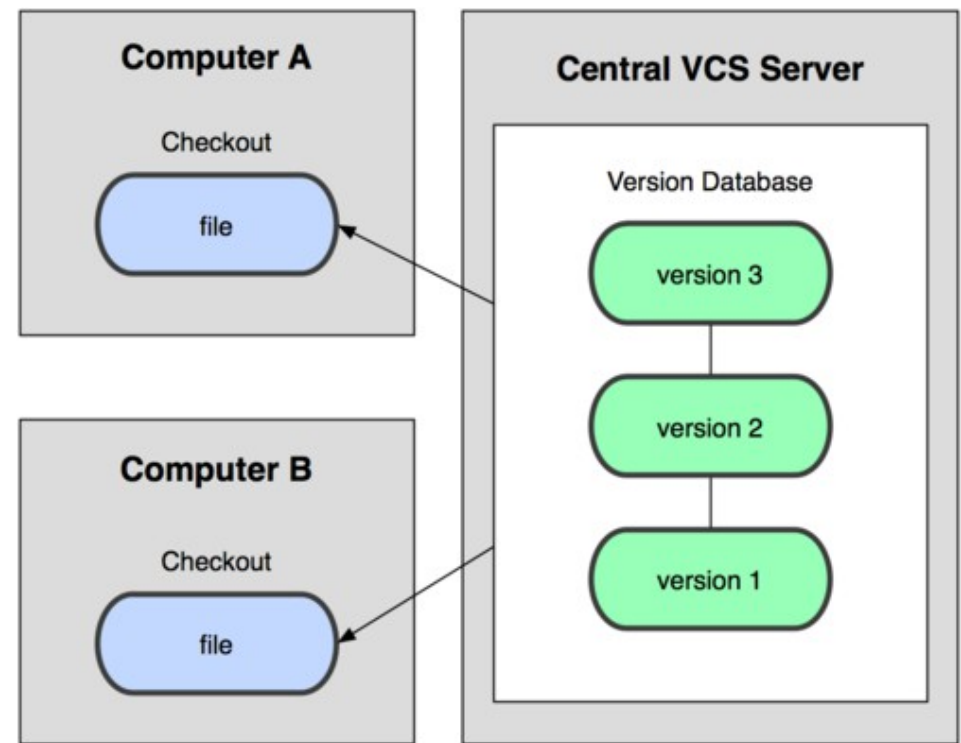 Computer A
Checkout
file
Computer B
Checkout
file
Central VCS Server
Version Database
version 3
version 2
version 1